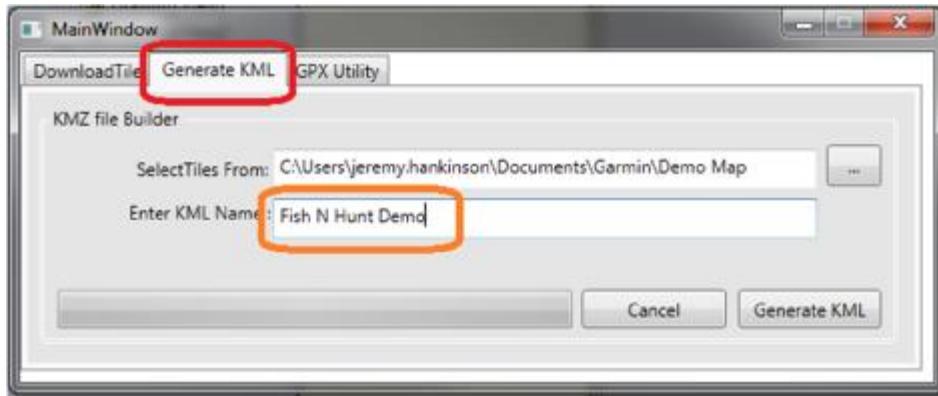 MainWindow
DownloadTile Generate KML GPX Utility
KMZ file Builder
SelectTiles From: C:\Users\jeremy.hankinson\Documents\Garmin\Demo Map ...
Enter KML Name : Fish N Hunt Demo
Cancel Generate KML